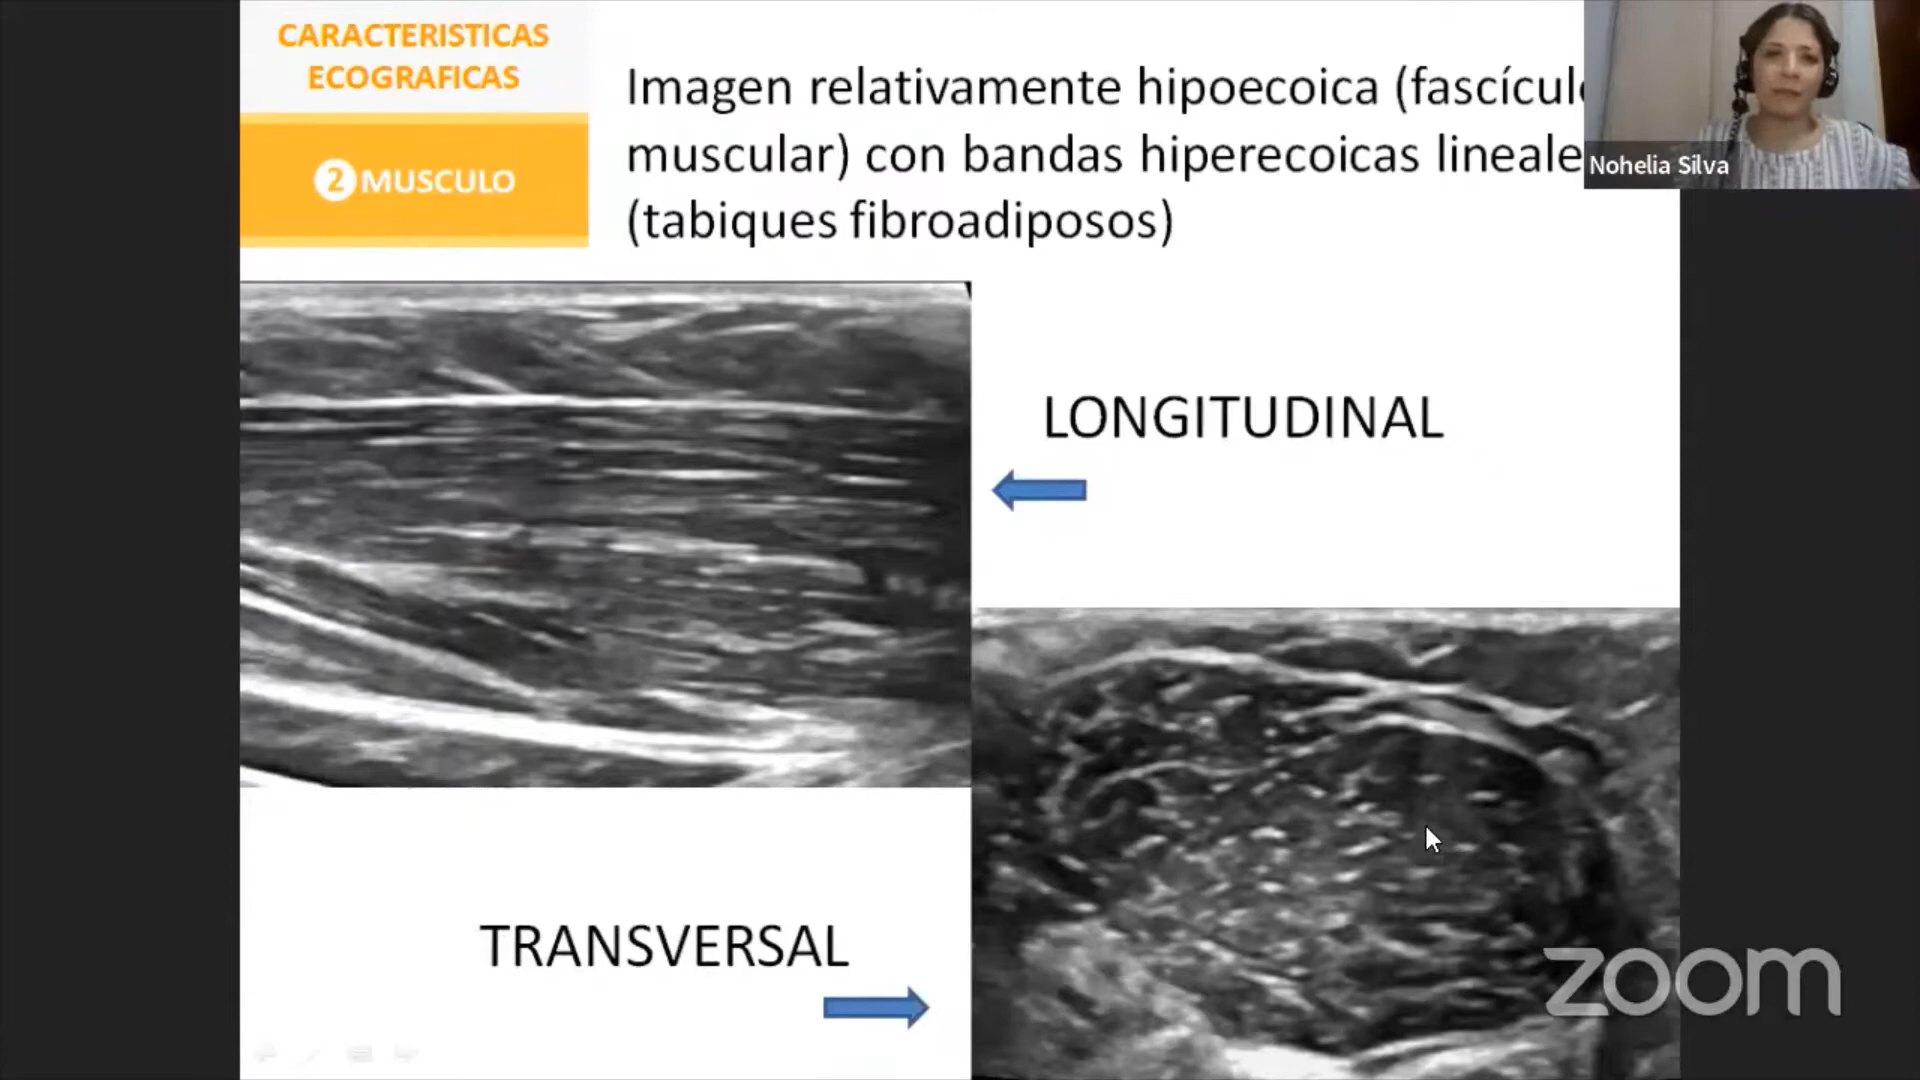 CARACTERISTICAS
ECOGRAFICAS
2 MUSCULO
Imagen relativamente hipoecoica (fascícul
muscular) con bandas hiperecoicas lineale
(tabiques fibroadiposos)
Nohelia Silva
LONGITUDINAL
TRANSVERSAL
zoom